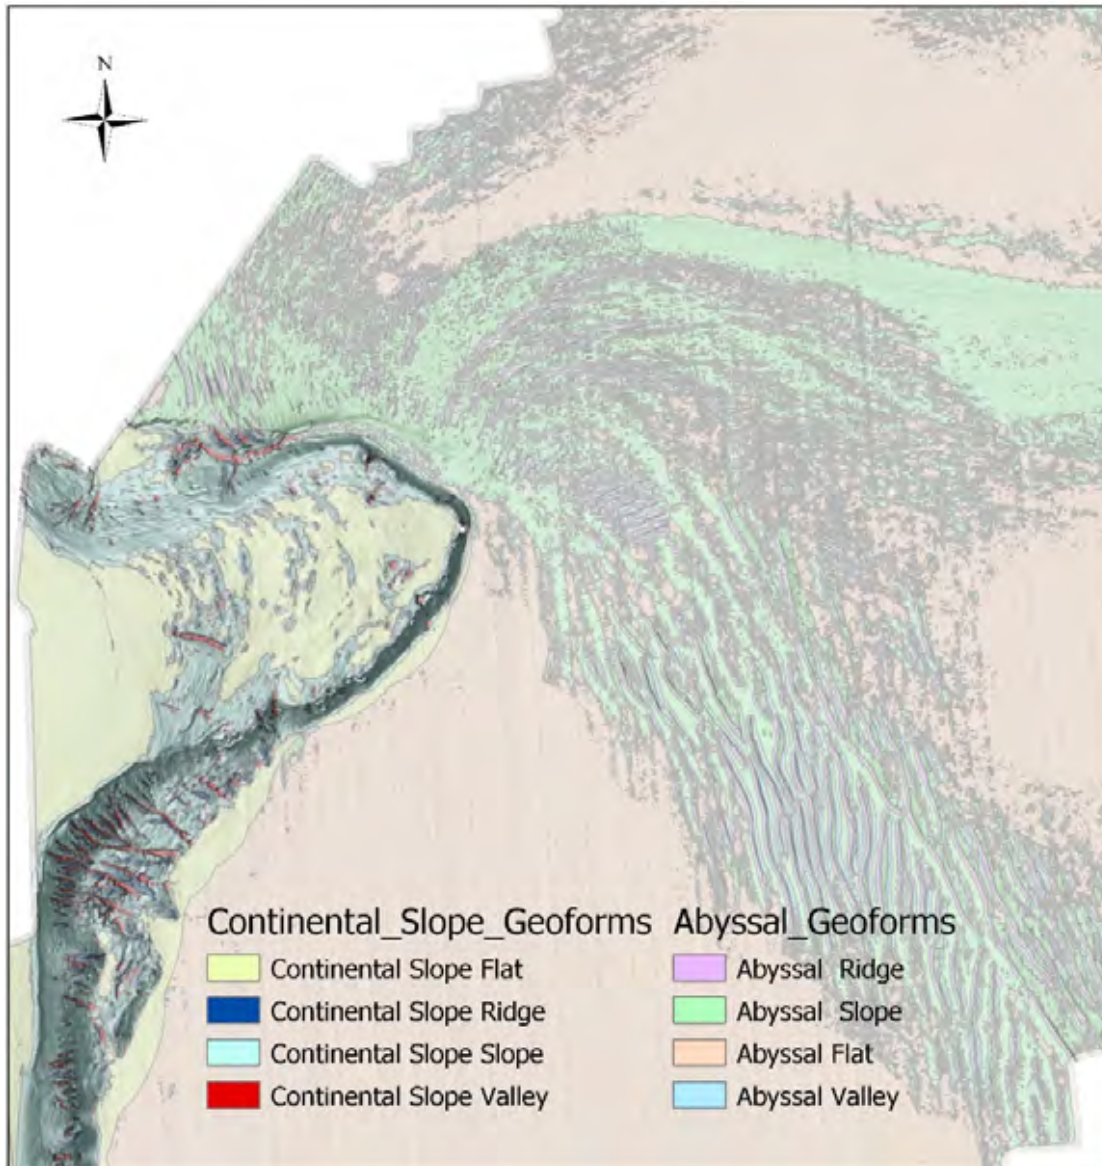 N
Continental_Slope_Geoforms
Continental Slope Flat
Continental Slope Ridge
Continental Slope Slope
Continental Slope Valley
Abyssal_Geoforms
Abyssal Ridge
Abyssal Slope
Abyssal Flat
Abyssal Valley